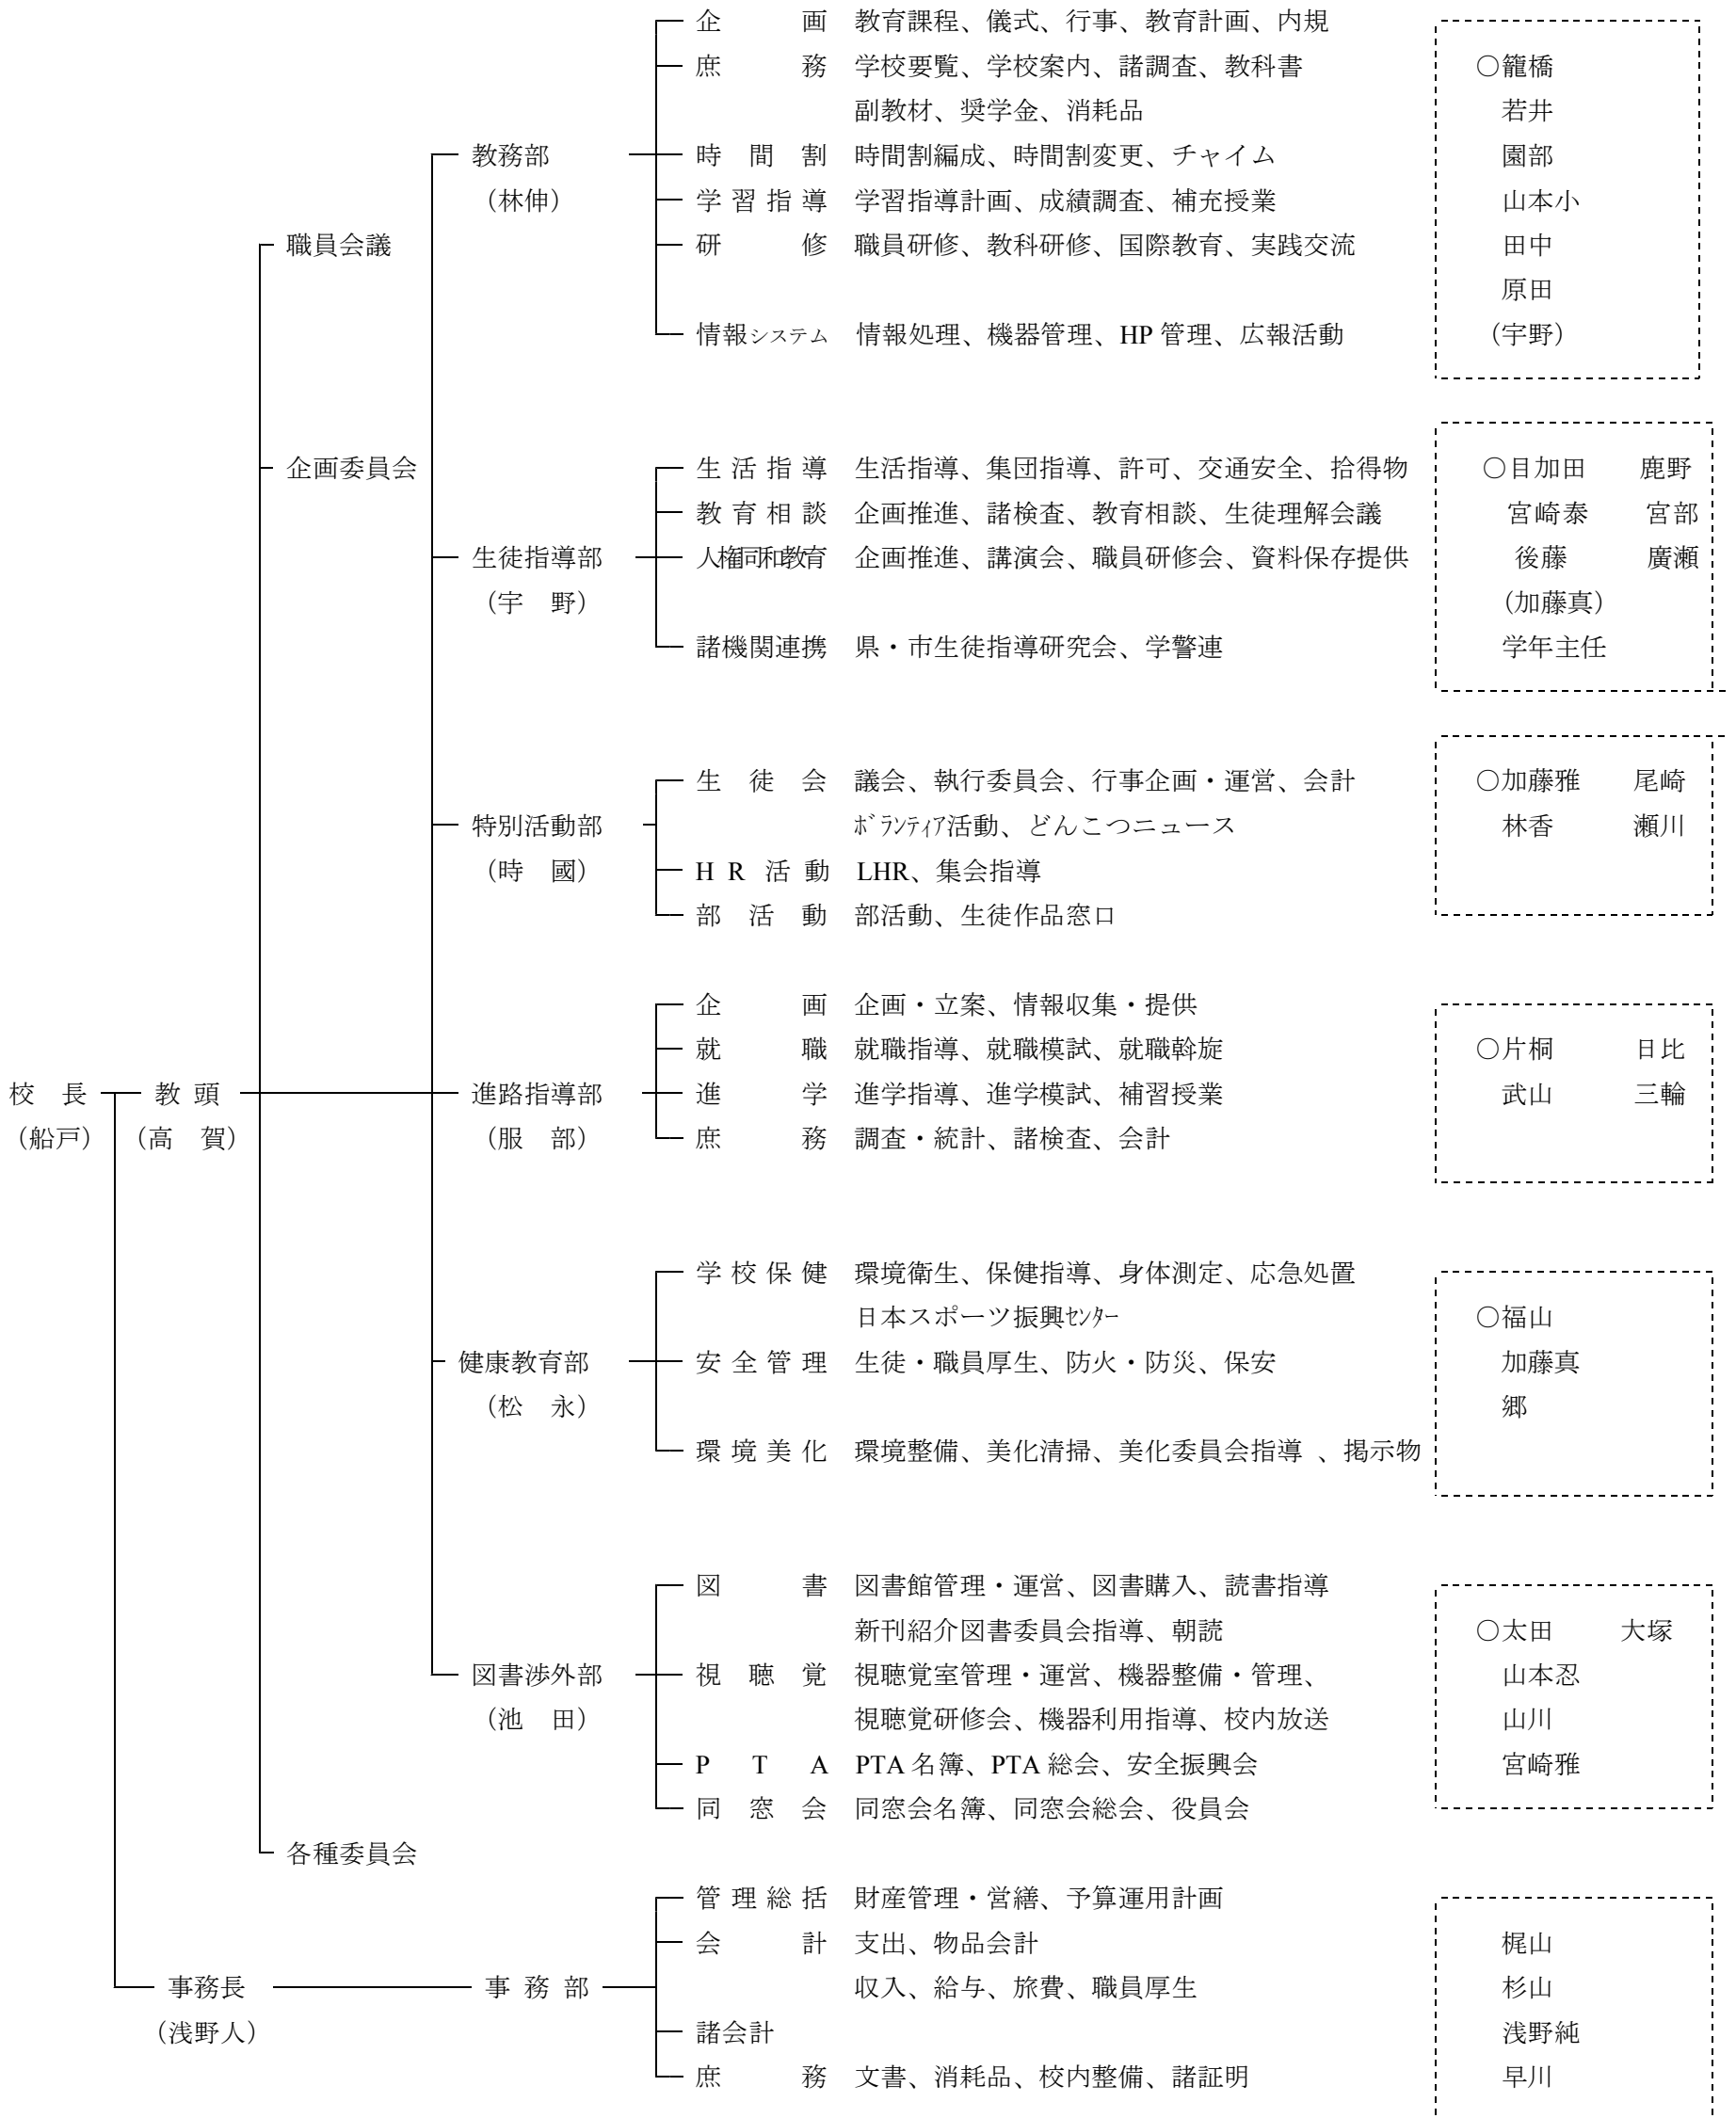 企　　画　教育課程、儀式、行事、教育計画、内規
庶　　務　学校要覧、学校案内、諸調査、教科書　○籠橋
副教材、奨学金、消耗品　若井
教務部　時　間　割　時間割編成、時間割変更、チャイム　園部
（林伸）　学習指導　学習指導計画、成績調査、補充授業　山本小
職員会議　研　　修　職員研修、教科研修、国際教育、実践交流　田中
原田
情報システム　情報処理、機器管理、HP 管理、広報活動　（宇野）
企画委員会　生活指導　生活指導、集団指導、許可、交通安全、拾得物　○目加田　鹿野
教育相談　企画推進、諸検査、教育相談、生徒理解会議　宮崎泰　宮部
生徒指導部　人権同和教育　企画推進、講演会、職員研修会、資料保存提供　後藤　廣瀬
（宇　野）　（加藤真）
諸機関連携　県・市生徒指導研究会、学警連　学年主任
生　徒　会　議会、執行委員会、行事企画・運営、会計　○加藤雅　尾崎
特別活動部　ﾎﾞﾗﾝﾃｨｱ活動、どんこつニュース　林香　瀬川
（時　國）　H R 活動　LHR、集会指導
部　活　動　部活動、生徒作品窓口
企　　画　企画・立案、情報収集・提供
就　　職　就職指導、就職模試、就職斡旋　○片桐　日比
校　長　教 頭　進路指導部　進　　学　進学指導、進学模試、補習授業　武山　三輪
（船戸）　（高　賀）　（服　部）　庶　　務　調査・統計、諸検査、会計
学校保健　環境衛生、保健指導、身体測定、応急処置
日本スポーツ振興ｾﾝﾀｰ　○福山
健康教育部　安全管理　生徒・職員厚生、防火・防災、保安　加藤真
（松　永）　郷
環境美化　環境整備、美化清掃、美化委員会指導 、掲示物
図　　書　図書館管理・運営、図書購入、読書指導
新刊紹介図書委員会指導、朝読　○太田　大塚
図書渉外部　視　聴　覚　視聴覚室管理・運営、機器整備・管理、　山本忍
（池　田）　視聴覚研修会、機器利用指導、校内放送　山川
P　T　A　PTA 名簿、PTA 総会、安全振興会　宮崎雅
同　窓　会　同窓会名簿、同窓会総会、役員会
各種委員会
管理総括　財産管理・営繕、予算運用計画
会　　計　支出、物品会計　梶山
事務長　事 務 部　収入、給与、旅費、職員厚生　杉山
（浅野人）　諸会計　浅野純
庶　　務　文書、消耗品、校内整備、諸証明　早川